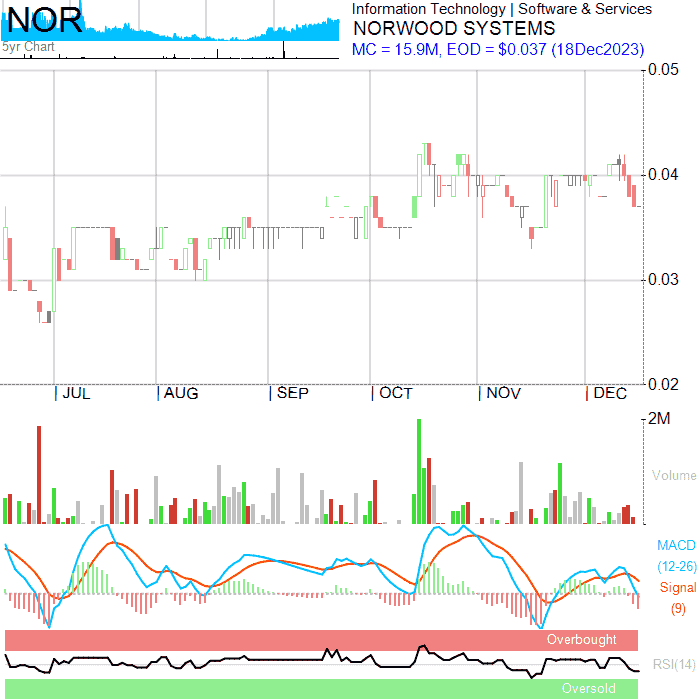 NOR
5yr Chart
Information Technology | Software & Services
NORWOOD SYSTEMS
MC = 15.9M, EOD = $0.037 (18Dec2023)
0.05
0.04
0.03
0.02
| JUL | AUG | SEP | OCT | NOV | DEC
2M
Volume
MACD
(12-26)
Signal
(9)
Overbought
RSI(14)
Oversold